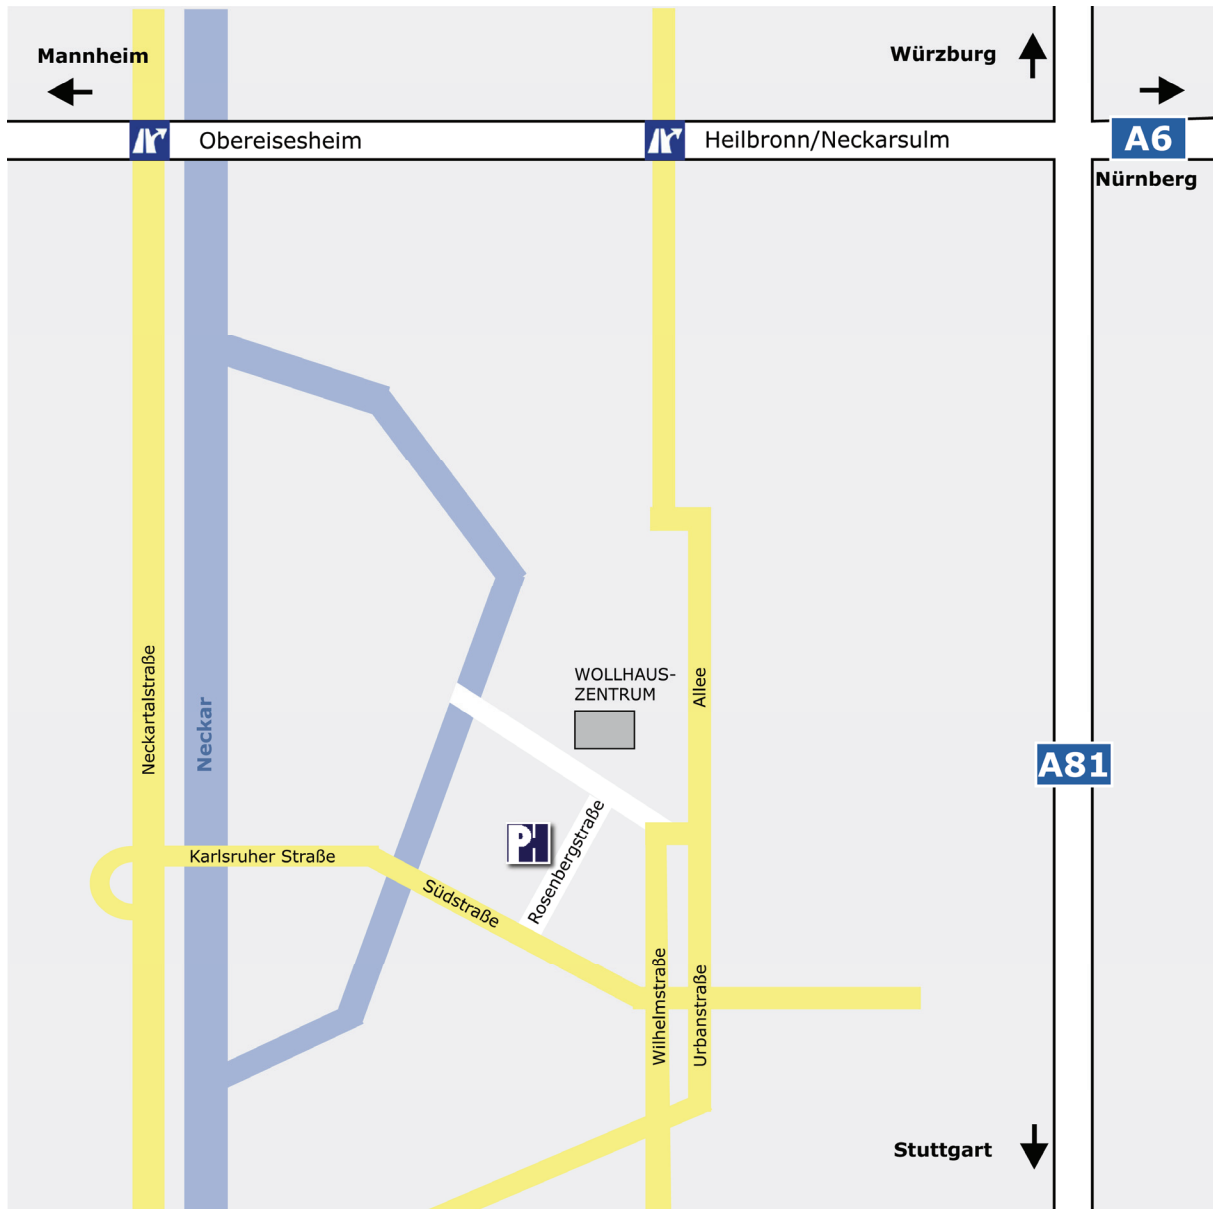 Mannheim
Würzburg
Obereisesheim
Heilbronn/Neckarsulm
A6
Nürnberg
WOLLHAUS-
ZENTRUM
Allee
Neckartalstraße
Neckar
A81
PH
Rosenbergstraße
Karlsruher Straße
Südstraße
Wilhelmstraße
Urbanstraße
Stuttgart